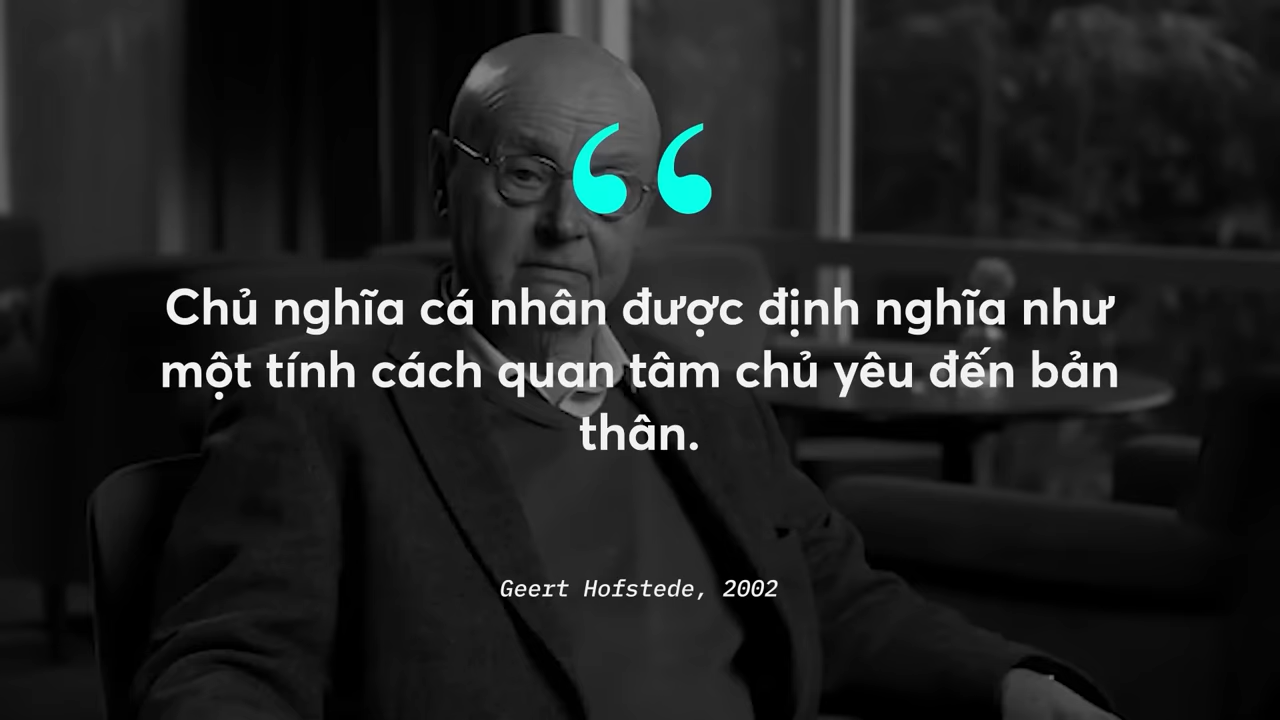 “
Chủ nghĩa cá nhân được định nghĩa như
một tính cách quan tâm chủ yêu đến bản
thân.
Geert Hofstede, 2002